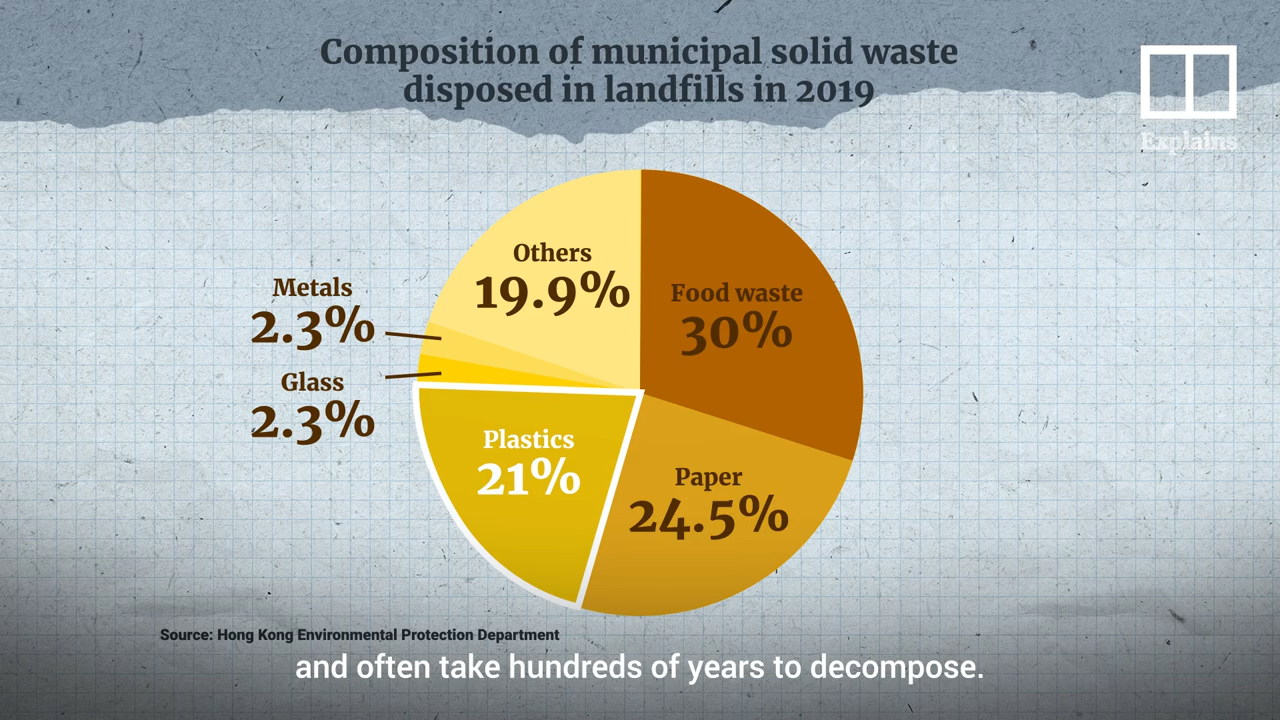 Composition of municipal solid waste
disposed in landfills in 2019
Explains
Others
19.9%
Food waste
30%
Metals
2.3%
Glass
2.3%
Plastics
21%
Paper
24.5%
Source: Hong Kong Environmental Protection Department
and often take hundreds of years to decompose.